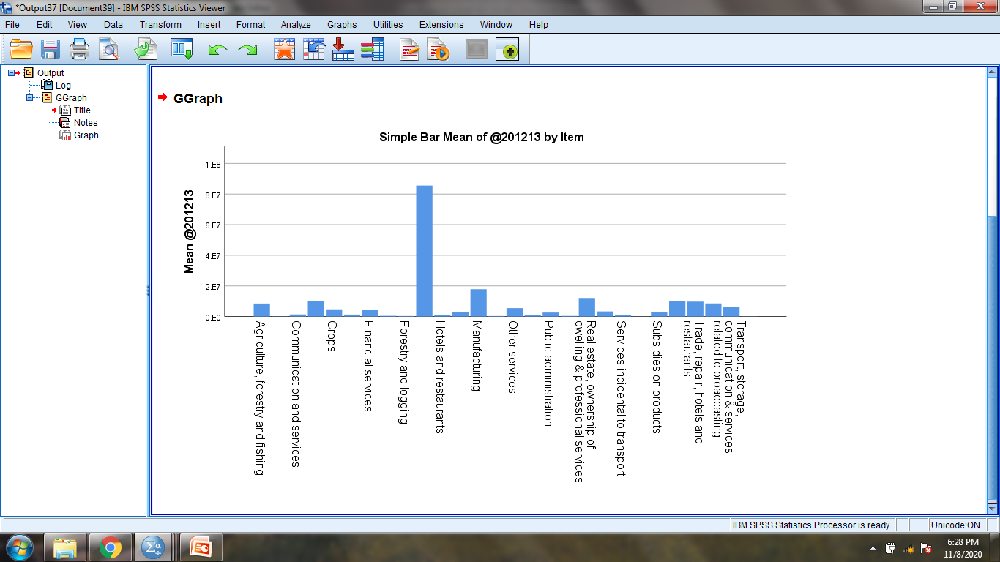 *Output37 [Document39] - IBM SPSS Statistics Viewer
File Edit View Data Transform Insert Format Analyze Graphs Utilities Extensions Window Help
Output
Log
GGraph
Title
Notes
Graph
GGraph
Simple Bar Mean of @201213 by Item
Mean @201213
1.E8
8.E7
6.E7
4.E7
2.E7
0.E0
Agriculture, forestry and fishing
Communication and services
Crops
Financial services
Forestry and logging
Hotels and restaurants
Manufacturing
Other services
Public administration
Real estate, ownership of
dwelling & professional services
Services incidental to transport
Subsidies on products
Trade, repair, hotels and
restaurants
Transport, storage,
communication & services
related to broadcasting
IBM SPSS Statistics Processor is ready
Unicode:ON
6:28 PM
11/8/2020